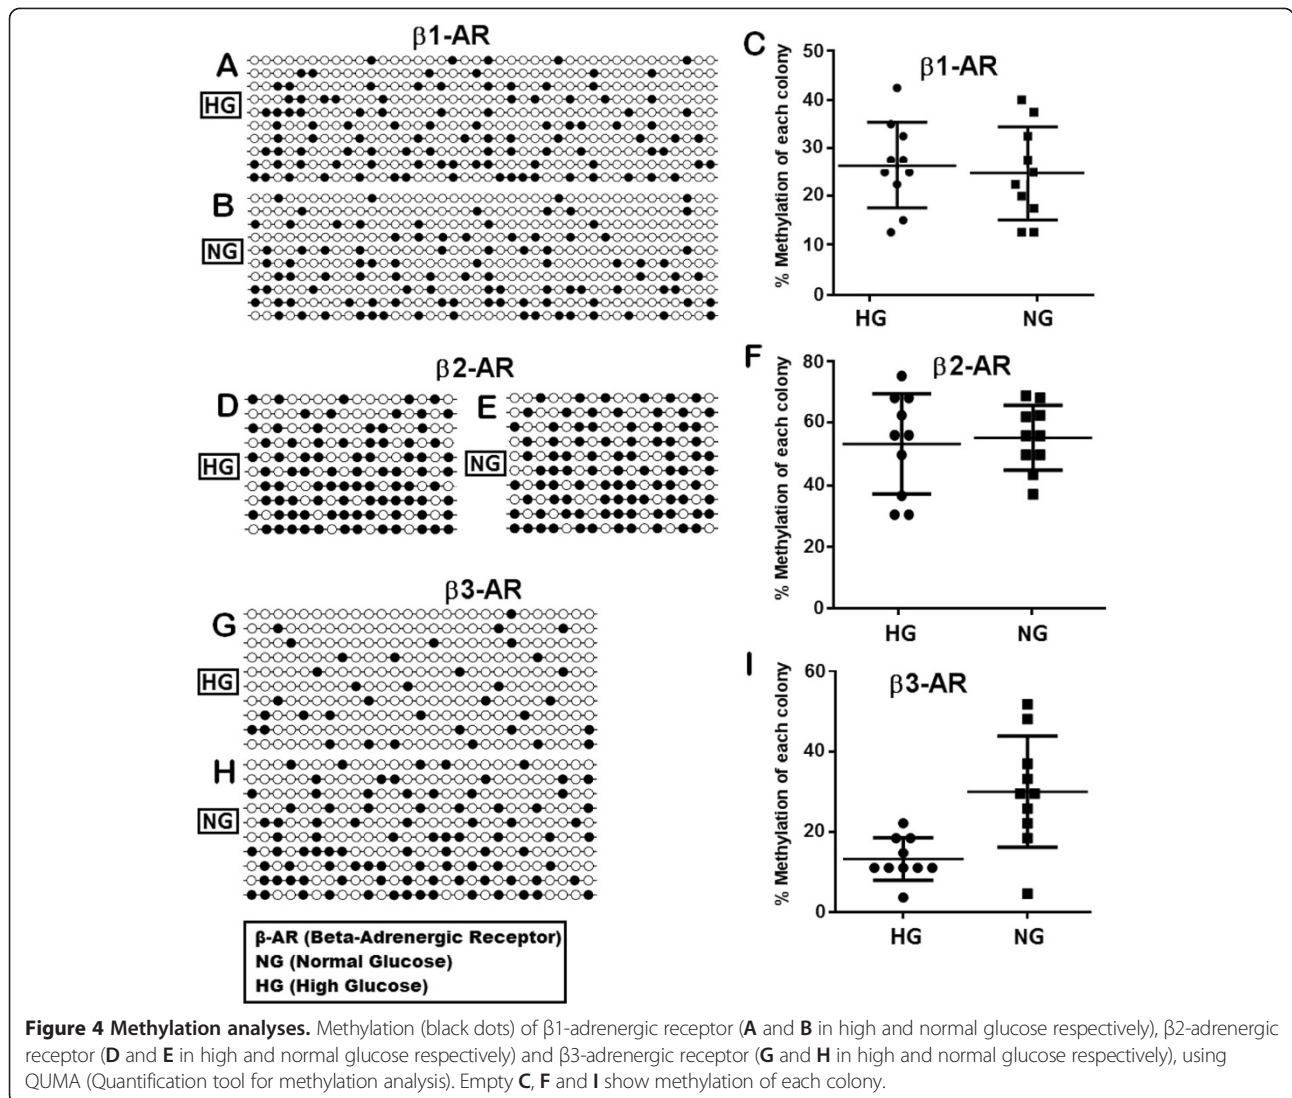 β1-AR
A
HG
B
NG
C
β1-AR
% Methylation of each colony
50
40
30
20
10
0
HG
NG
β2-AR
D
HG
E
NG
F
β2-AR
% Methylation of each colony
80
60
40
20
0
HG
NG
β3-AR
G
HG
H
NG
I
β3-AR
% Methylation of each colony
60
40
20
0
HG
NG
β-AR (Beta-Adrenergic Receptor)
NG (Normal Glucose)
HG (High Glucose)
Figure 4 Methylation analyses. Methylation (black dots) of β1-adrenergic receptor (A and B in high and normal glucose respectively), β2-adrenergic
receptor (D and E in high and normal glucose respectively) and β3-adrenergic receptor (G and H in high and normal glucose respectively), using
QUMA (Quantification tool for methylation analysis). Empty C, F and I show methylation of each colony.